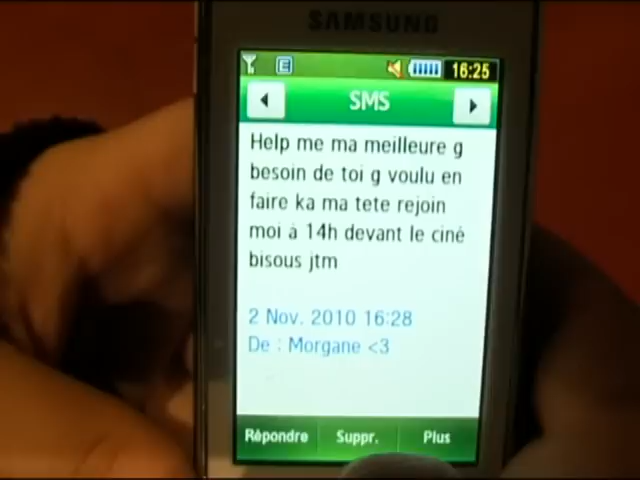 SAMSUNG
E 16:25
SMS
Help me ma meilleure g
besoin de toi g voulu en
faire ka ma tete rejoin
moi à 14h devant le ciné
bisous jtm
2 Nov. 2010 16:28
De : Morgane <3
Répondre Suppr. Plus